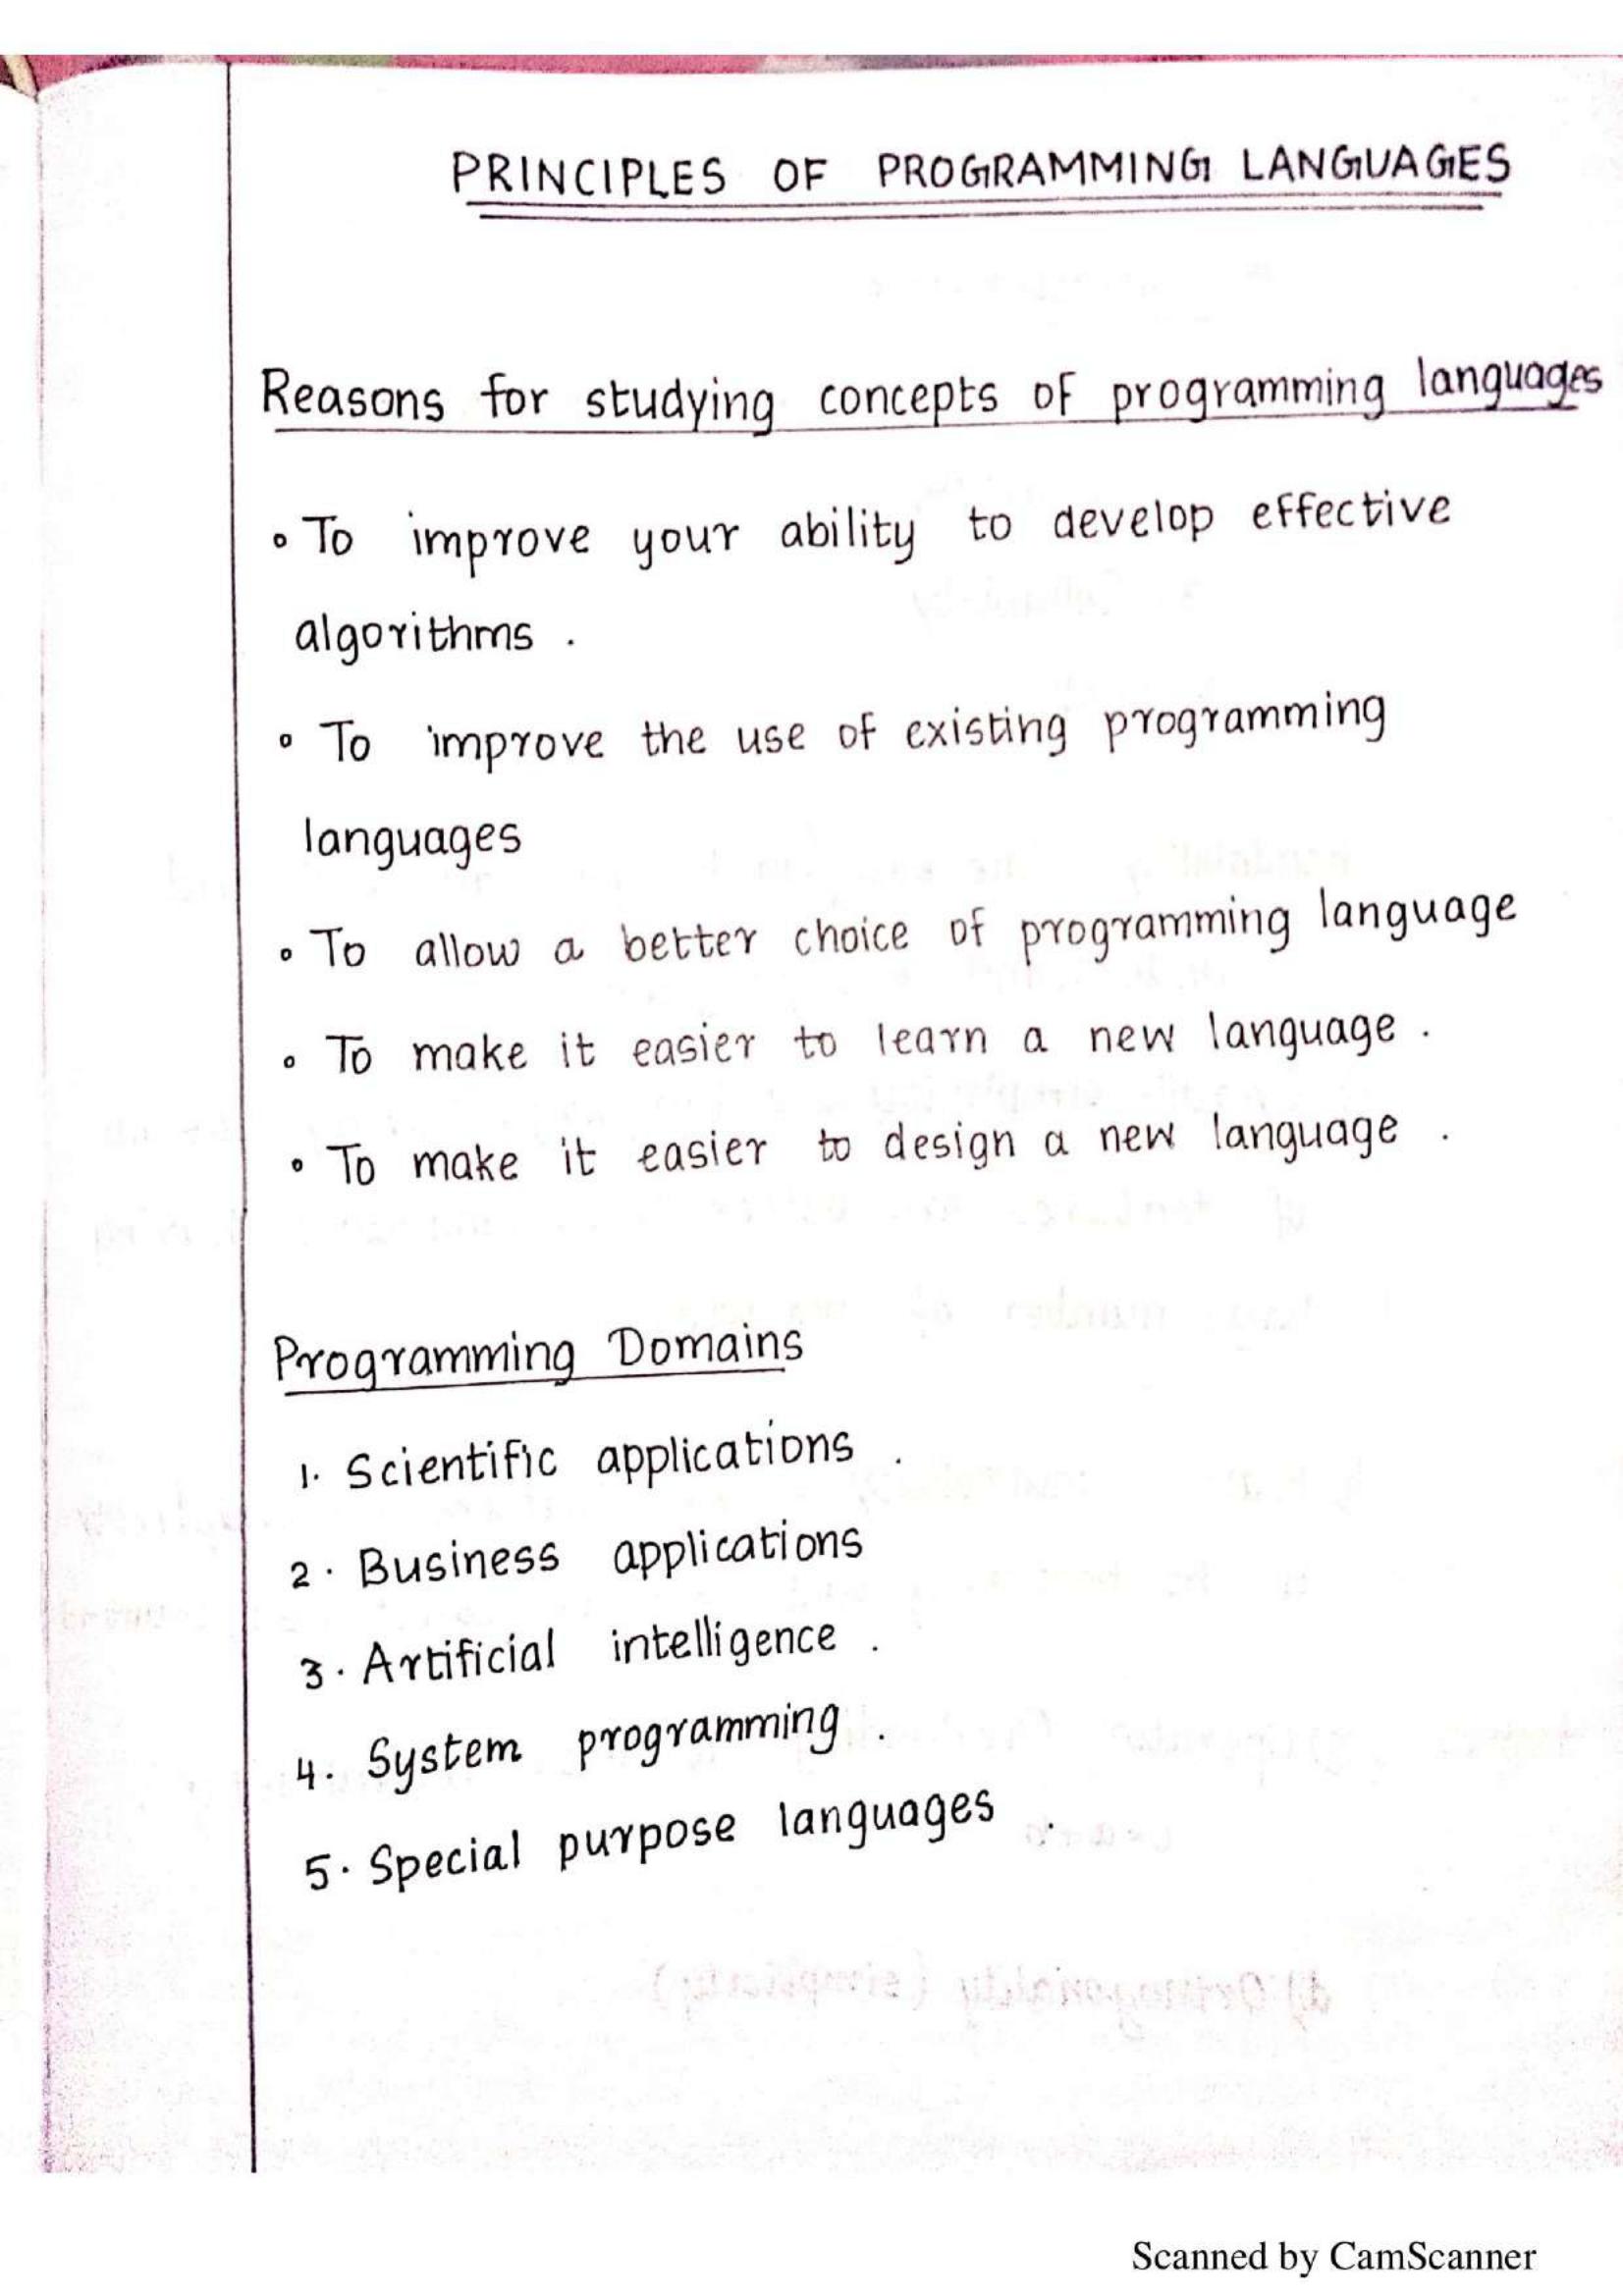 PRINCIPLES OF PROGRAMMING LANGUAGES
Reasons for studying concepts of programming languages
• To improve your ability to develop effective
algorithms .
• To improve the use of existing programming
languages
• To allow a better choice of programming language
• To make it easier to learn a new language .
• To make it easier to design a new language .
Programming Domains
1. Scientific applications .
2. Business applications
3. Artificial intelligence .
4. System programming .
5. Special purpose languages .
d) Orthogonality (simplicity)
Scanned by CamScanner